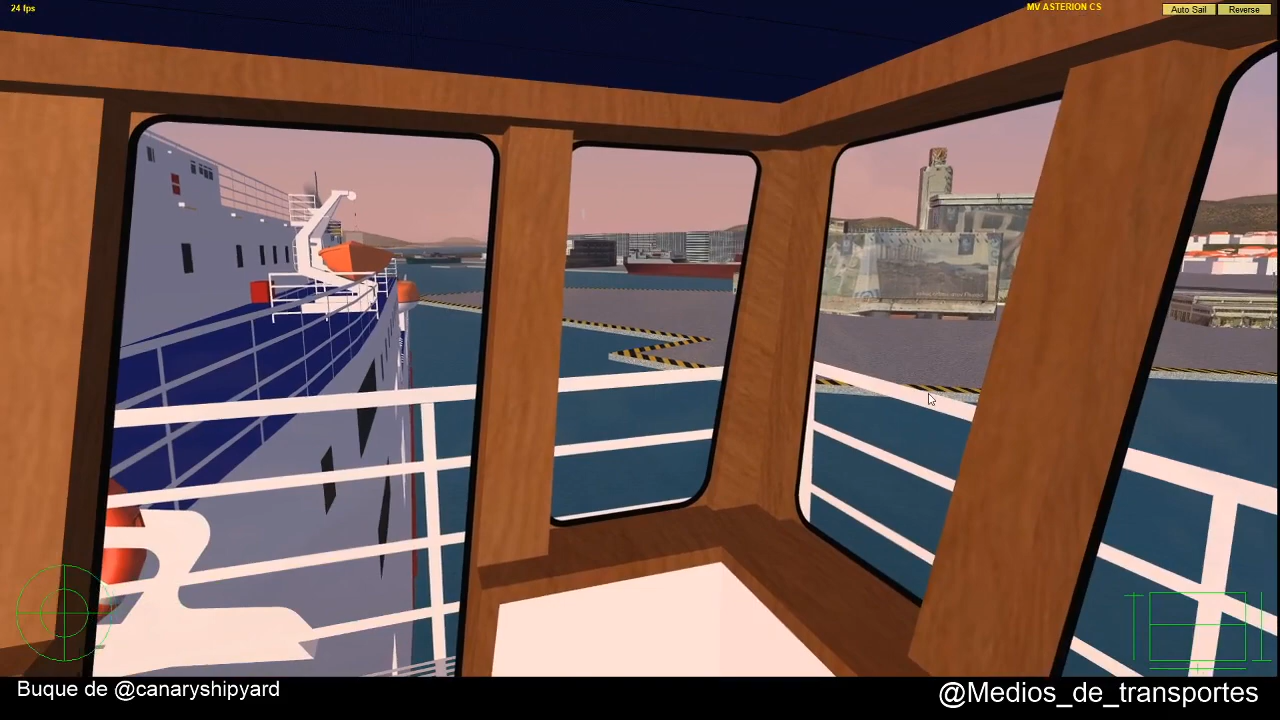 24 fps
MV ASTERION CS
Auto Sail
Reverse
Buque de @canaryshipyard
@Medios_de_transportes